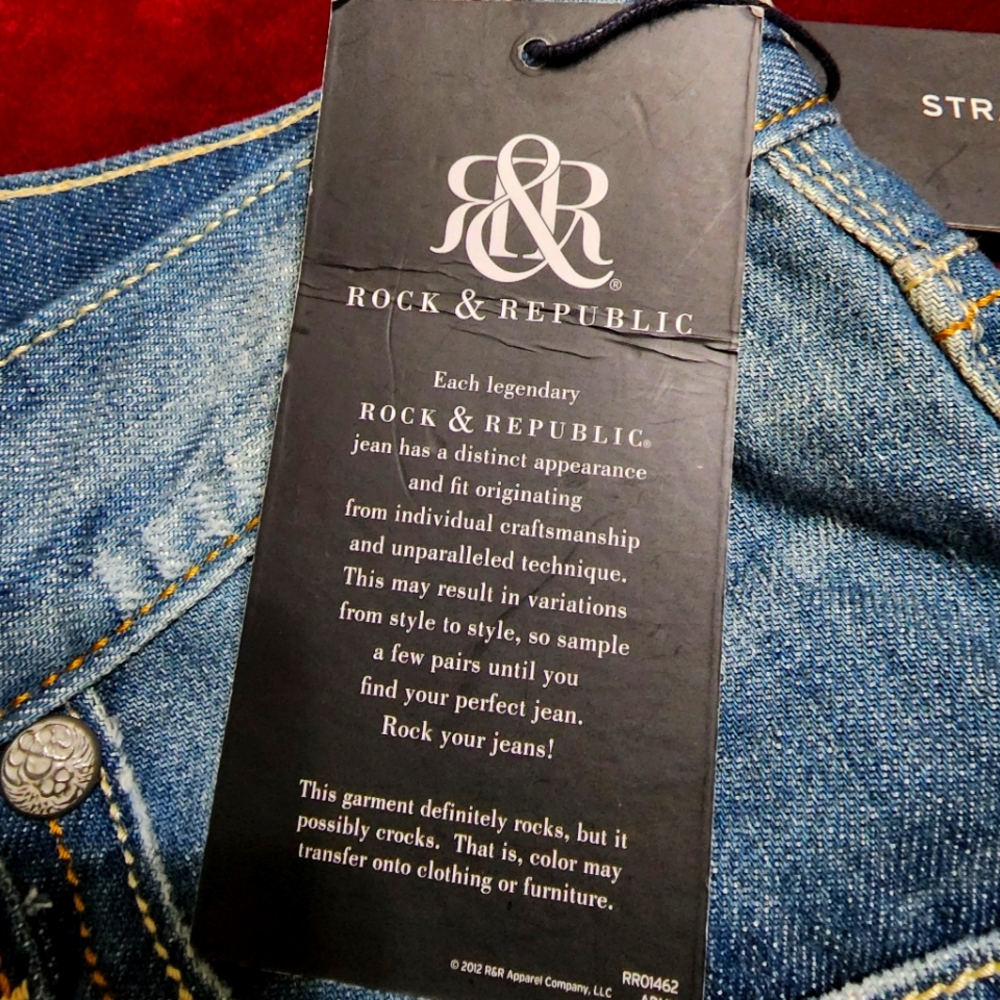 R&R®
ROCK & REPUBLIC
Each legendary
ROCK & REPUBLIC®
jean has a distinct appearance
and fit originating
from individual craftsmanship
and unparalleled technique.
This may result in variations
from style to style, so sample
a few pairs until you
find your perfect jean.
Rock your jeans!
This garment definitely rocks, but it
possibly crocks. That is, color may
transfer onto clothing or furniture.
© 2012 R&R Apparel Company, LLC
RR01462
STR